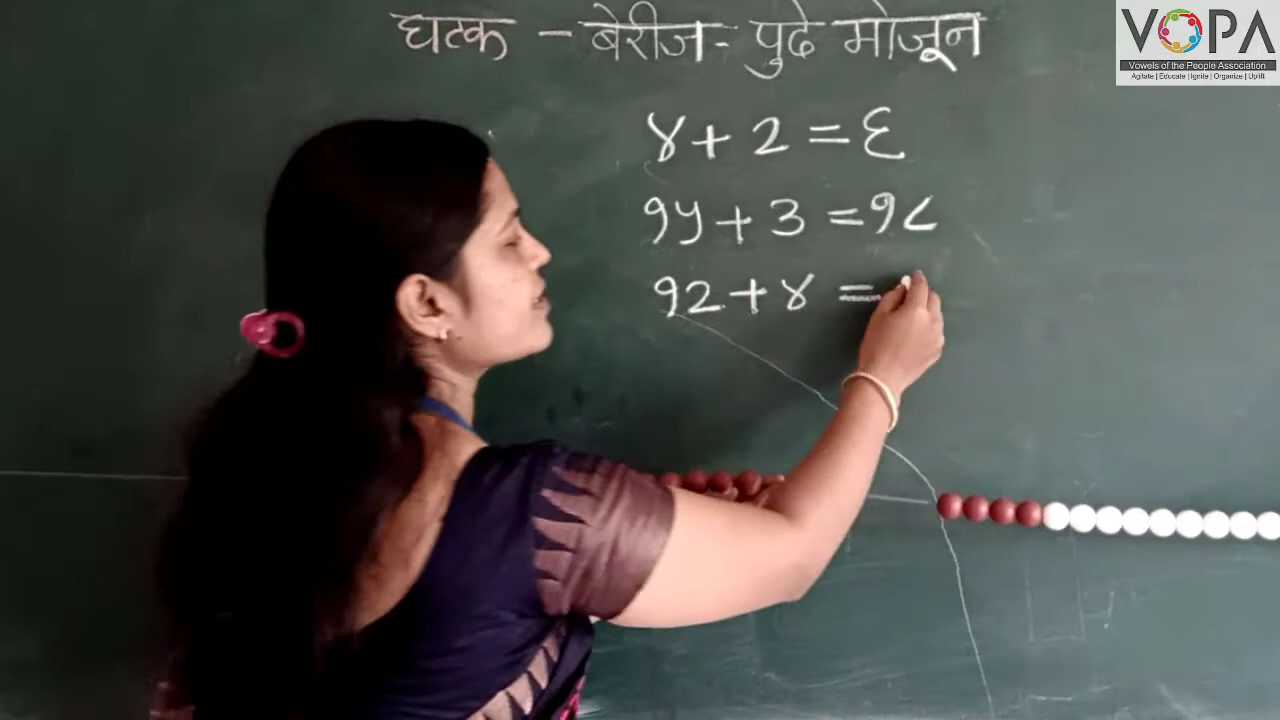 घटक - बेरीज - पुढे मोजून
४ + २ = ६
१५ + ३ = १८
१२ + ४ =
VOPA
Vowels of the People Association
Agitate | Educate | Ignite | Organize | Uplift